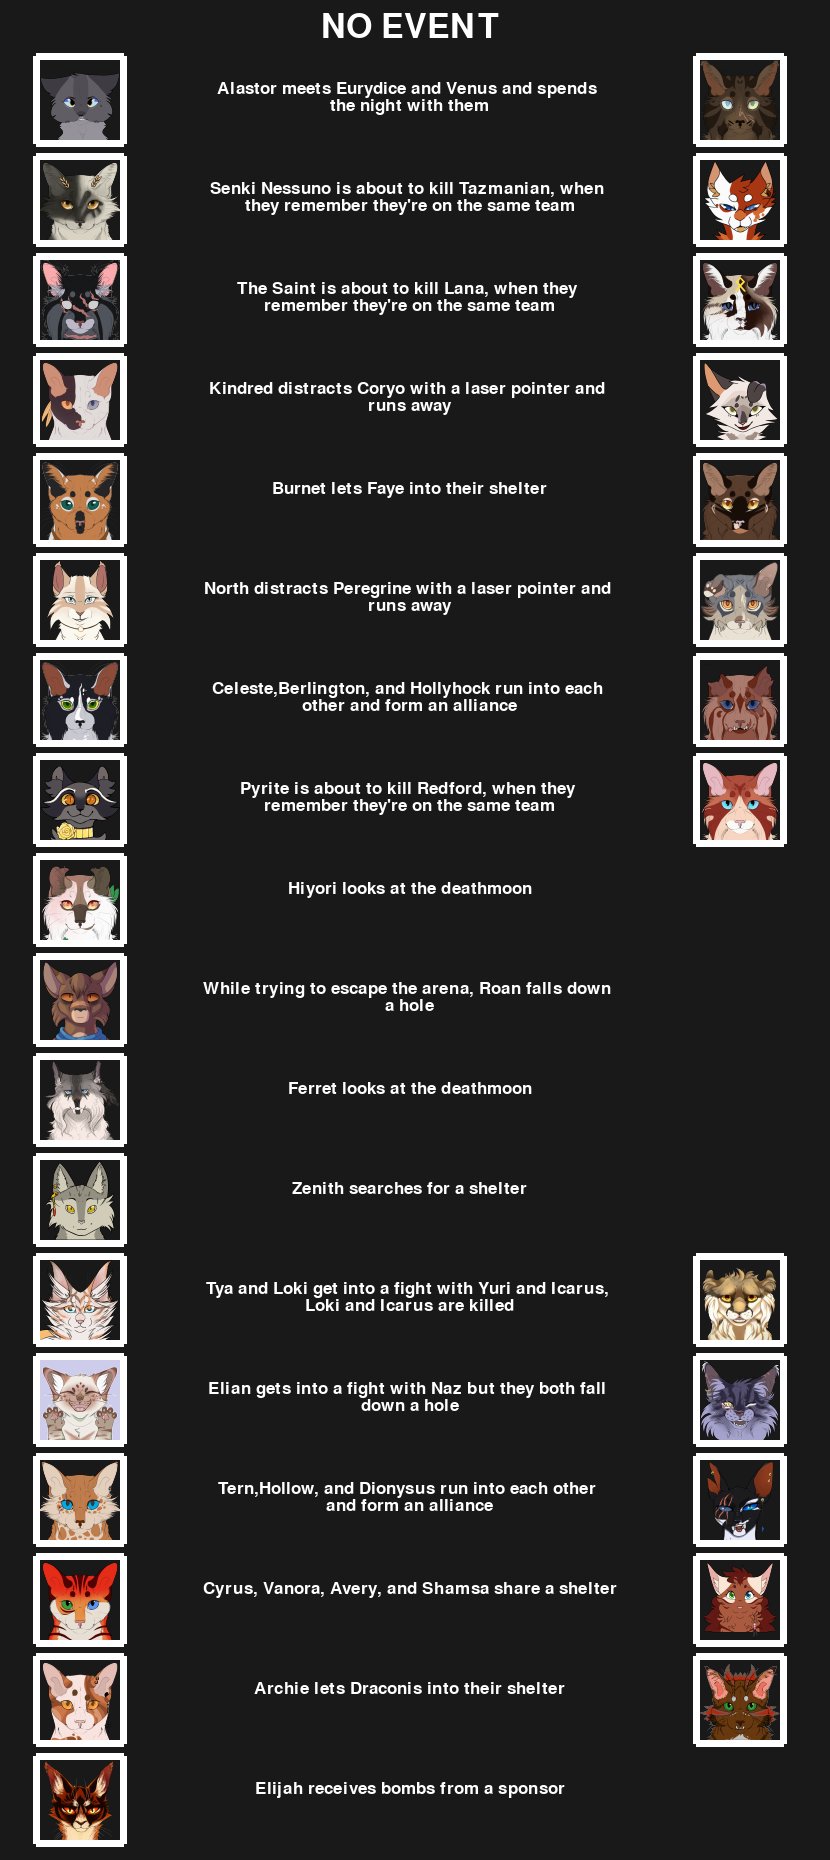 NO EVENT
Alastor meets Eurydice and Venus and spends
the night with them
Senki Nessuno is about to kill Tazmanian, when
they remember they're on the same team
The Saint is about to kill Lana, when they
remember they're on the same team
Kindred distracts Coryo with a laser pointer and
runs away
Burnet lets Faye into their shelter
North distracts Peregrine with a laser pointer and
runs away
Celeste,Berlington, and Hollyhock run into each
other and form an alliance
Pyrite is about to kill Redford, when they
remember they're on the same team
Hiyori looks at the deathmoon
While trying to escape the arena, Roan falls down
a hole
Ferret looks at the deathmoon
Zenith searches for a shelter
Tya and Loki get into a fight with Yuri and Icarus,
Loki and Icarus are killed
Elian gets into a fight with Naz but they both fall
down a hole
Tern,Hollow, and Dionysus run into each other
and form an alliance
Cyrus, Vanora, Avery, and Shamsa share a shelter
Archie lets Draconis into their shelter
Elijah receives bombs from a sponsor